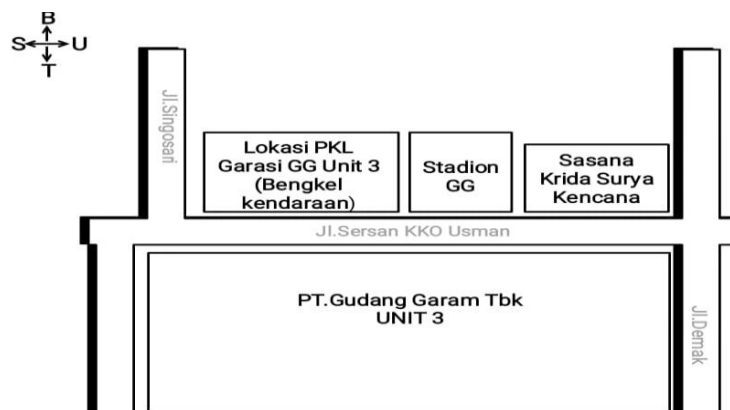 B
S U
T
Jl.Singosari
Lokasi PKL
Garasi GG Unit 3
(Bengkel
kendaraan)
Stadion
GG
Sasana
Krida Surya
Kencana
Jl.Sersan KKO Usman
PT.Gudang Garam Tbk
UNIT 3
Jl.Demak